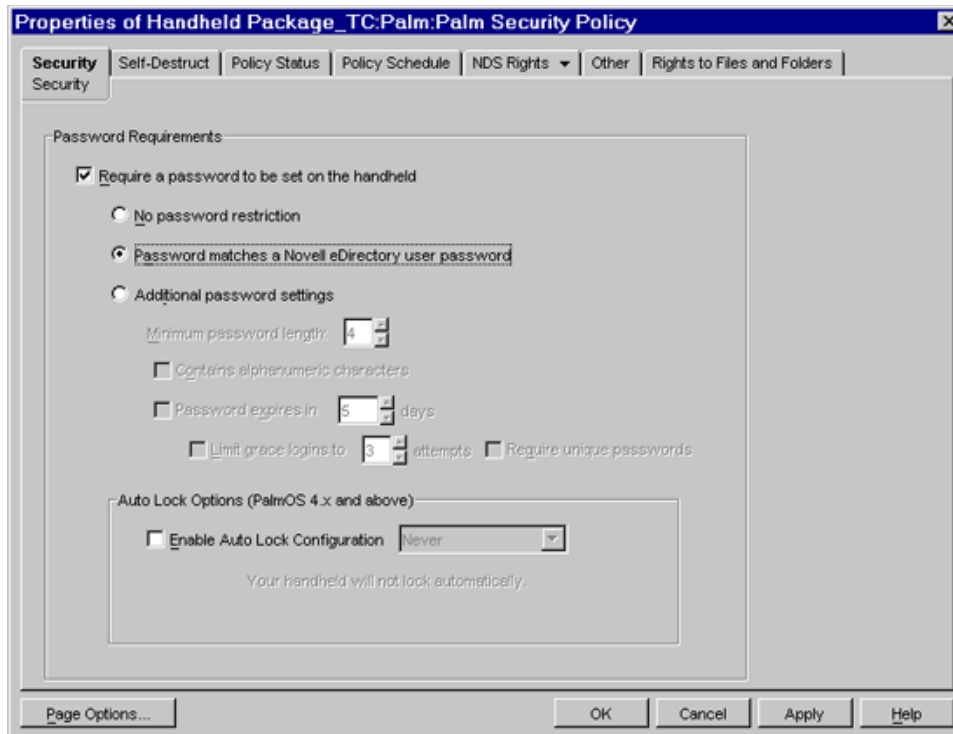 Properties of Handheld Package_TC:Palm:Palm Security Policy
Security Self-Destruct Policy Status Policy Schedule NDS Rights Other Rights to Files and Folders
Security
Password Requirements
Require a password to be set on the handheld
No password restriction
Password matches a Novell eDirectory user password
Additional password settings
Minimum password length: 4
Contains alphanumeric characters
Password expires in 5 days
Limit grace logins to 3 attempts Require unique passwords
Auto Lock Options (PalmOS 4.x and above)
Enable Auto Lock Configuration Never
Your handheld will not lock automatically.
Page Options... OK Cancel Apply Help